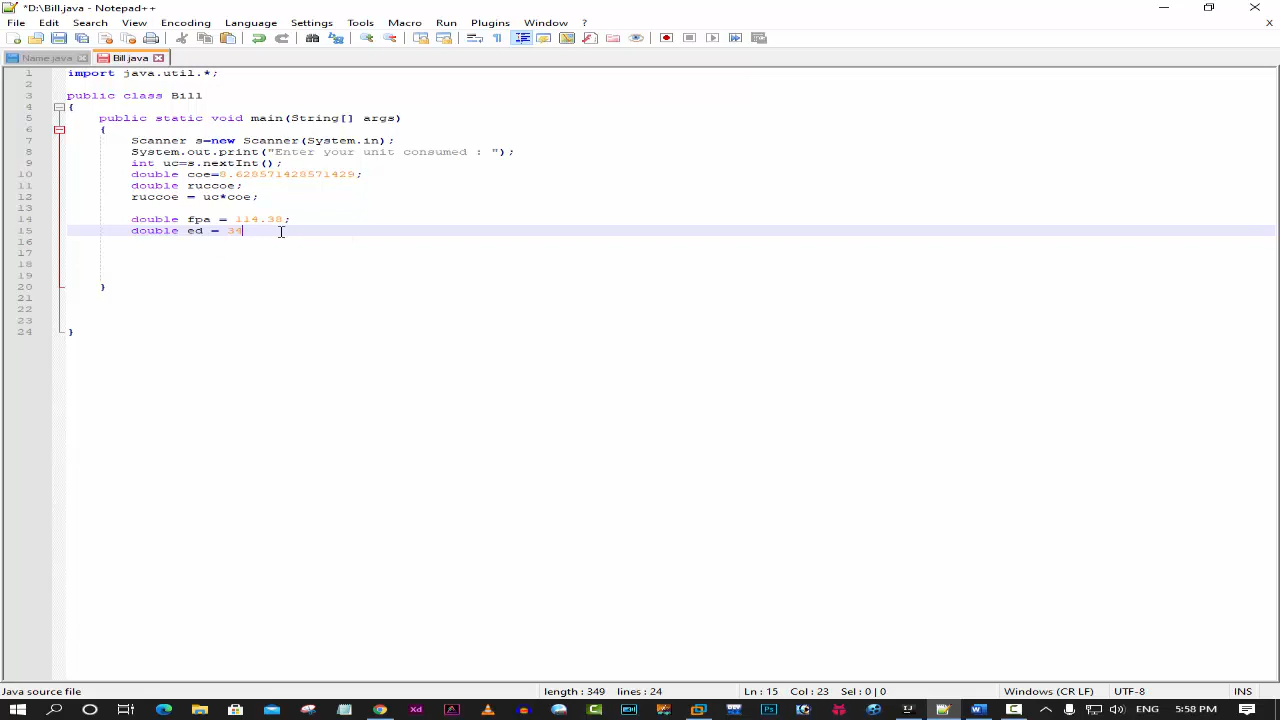 *D:\Bill.java - Notepad++
File Edit Search View Encoding Language Settings Tools Macro Run Plugins Window ?
Name.java Bill.java
1 import java.util.*;
2
3 public class Bill
4 {
5 public static void main(String[] args)
6 {
7 Scanner s=new Scanner(System.in);
8 System.out.print("Enter your unit consumed : ");
9 int uc=s.nextInt();
10 double coe=8.628571428571429;
11 double ruccoe;
12 ruccoe = uc*coe;
13
14 double fpa = 114.38;
15 double ed = 34
16
17
18
19
20 }
21
22
23
24 }
Java source file length : 349 lines : 24 Ln : 15 Col : 23 Sel : 0 | 0 Windows (CR LF) UTF-8 INS
ENG 5:58 PM